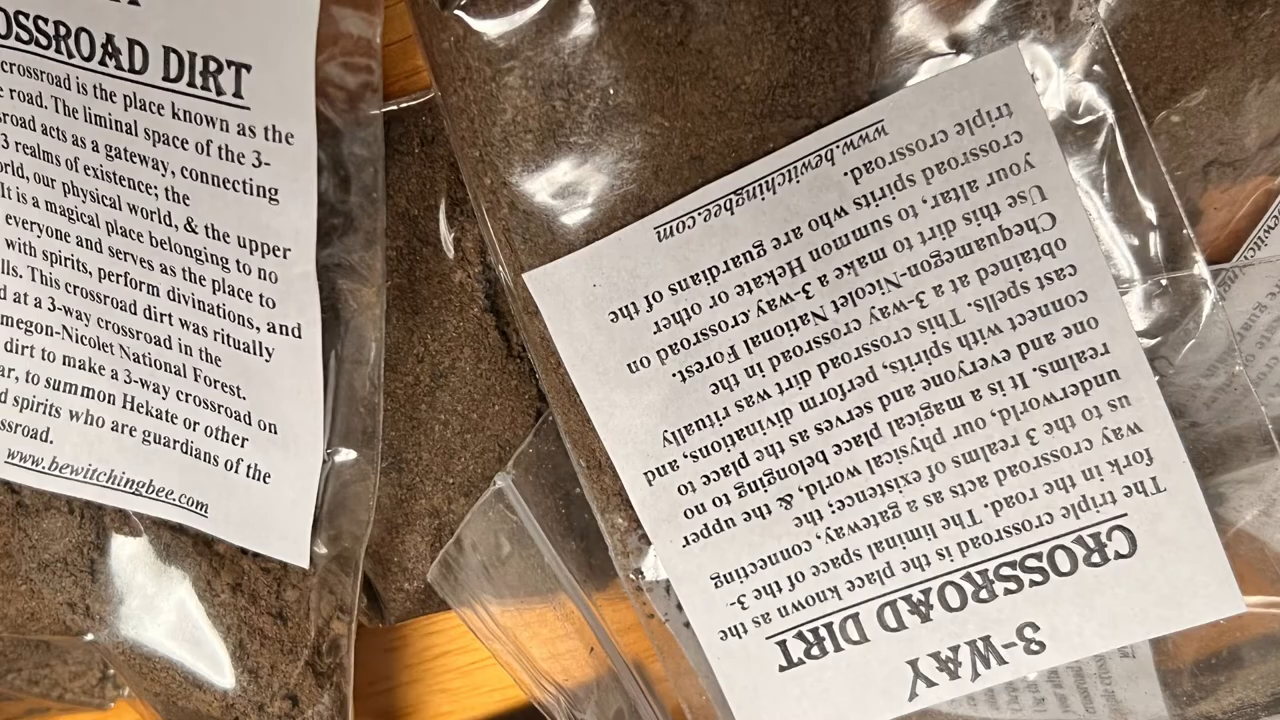 OSSROAD DIRT
crossroad is the place known as the
e road. The liminal space of the 3-
sroad acts as a gateway, connecting
3 realms of existence; the
orld, our physical world, & the upper
It is a magical place belonging to no
everyone and serves as the place to
with spirits, perform divinations, and
lls. This crossroad dirt was ritually
d at a 3-way crossroad in the
megon-Nicolet National Forest.
dirt to make a 3-way crossroad on
ar, to summon Hekate or other
d spirits who are guardians of the
ssroad.
www.bewitchingbee.com
3-WAY
CROSSROAD DIRT
The triple crossroad is the place known as the
fork in the road. The liminal space of the 3-
way crossroad acts as a gateway, connecting
us to the 3 realms of existence; the
underworld, our physical world, & the upper
realms. It is a magical place belonging to no
one and everyone and serves as the place to
connect with spirits, perform divinations, and
cast spells. This crossroad dirt was ritually
obtained at a 3-way crossroad in the
Chequamegon-Nicolet National Forest.
Use this dirt to make a 3-way crossroad on
your altar, to summon Hekate or other
crossroad spirits who are guardians of the
triple crossroad.
www.bewitchingbee.com